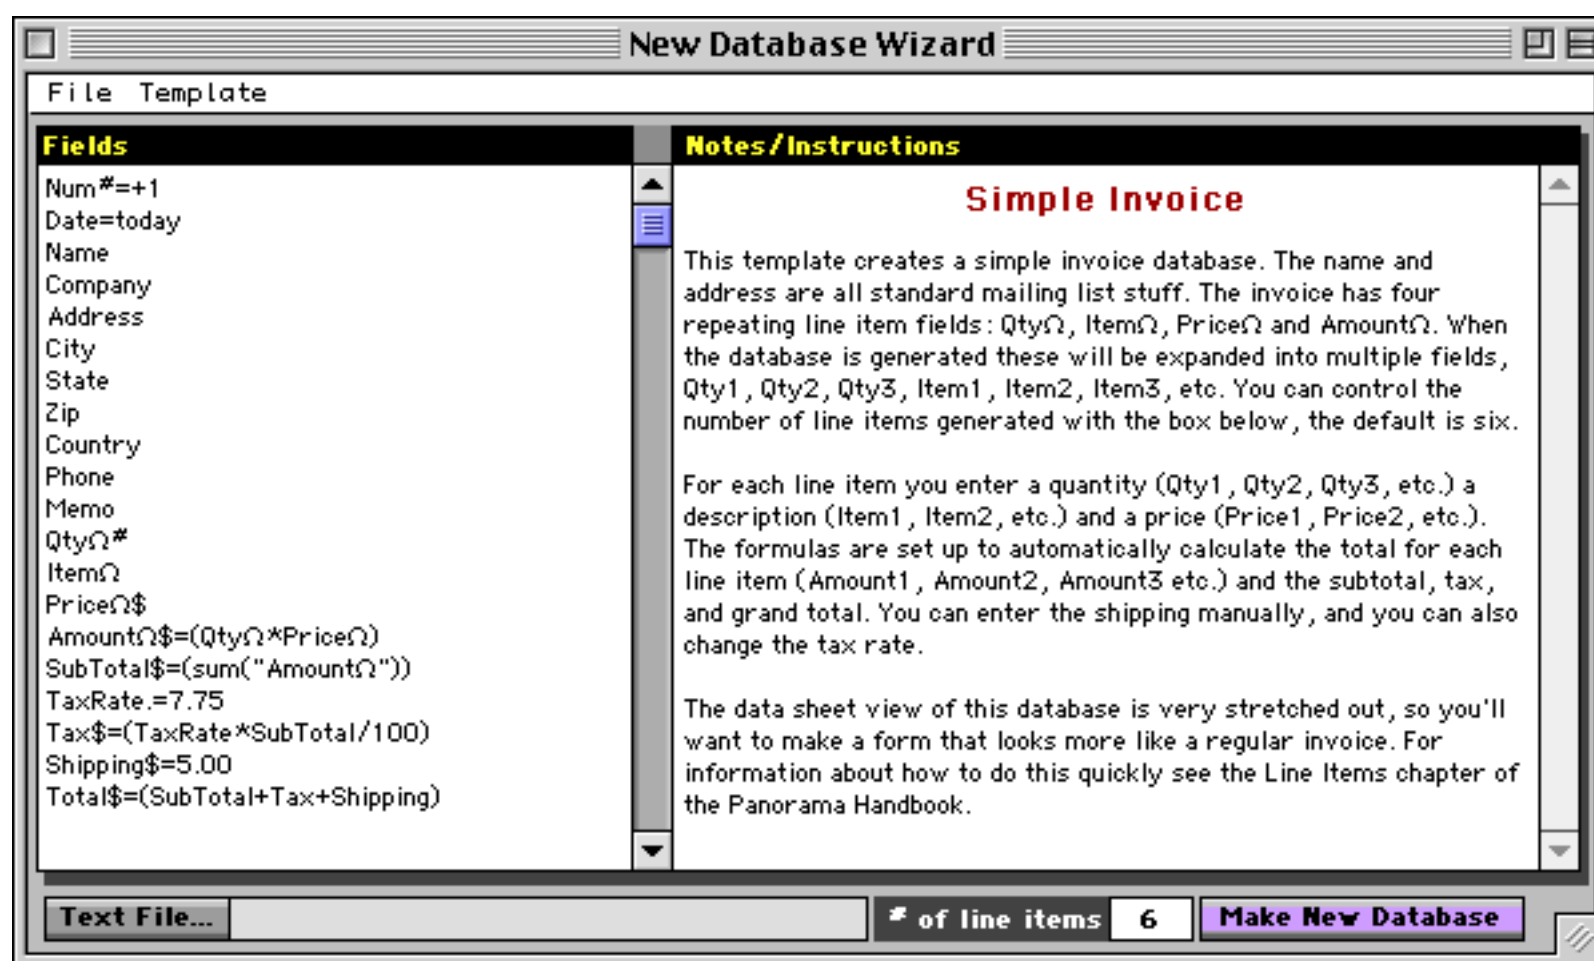 New Database Wizard
File Template
Fields
Num#=+1
Date=today
Name
Company
Address
City
State
Zip
Country
Phone
Memo
QtyΩ#
ItemΩ
PriceΩ$
AmountΩ$=(QtyΩ*PriceΩ)
SubTotal$=(sum("AmountΩ"))
TaxRate.=7.75
Tax$=(TaxRate*SubTotal/100)
Shipping$=5.00
Total$=(SubTotal+Tax+Shipping)
Notes/Instructions
Simple Invoice
This template creates a simple invoice database. The name and
address are all standard mailing list stuff. The invoice has four
repeating line item fields: QtyΩ, ItemΩ, PriceΩ and AmountΩ. When
the database is generated these will be expanded into multiple fields,
Qty1, Qty2, Qty3, Item1, Item2, Item3, etc. You can control the
number of line items generated with the box below, the default is six.
For each line item you enter a quantity (Qty1, Qty2, Qty3, etc.) a
description (Item1, Item2, etc.) and a price (Price1, Price2, etc.).
The formulas are set up to automatically calculate the total for each
line item (Amount1, Amount2, Amount3 etc.) and the subtotal, tax,
and grand total. You can enter the shipping manually, and you can also
change the tax rate.
The data sheet view of this database is very stretched out, so you'll
want to make a form that looks more like a regular invoice. For
information about how to do this quickly see the Line Items chapter of
the Panorama Handbook.
Text File... # of line items 6 Make New Database